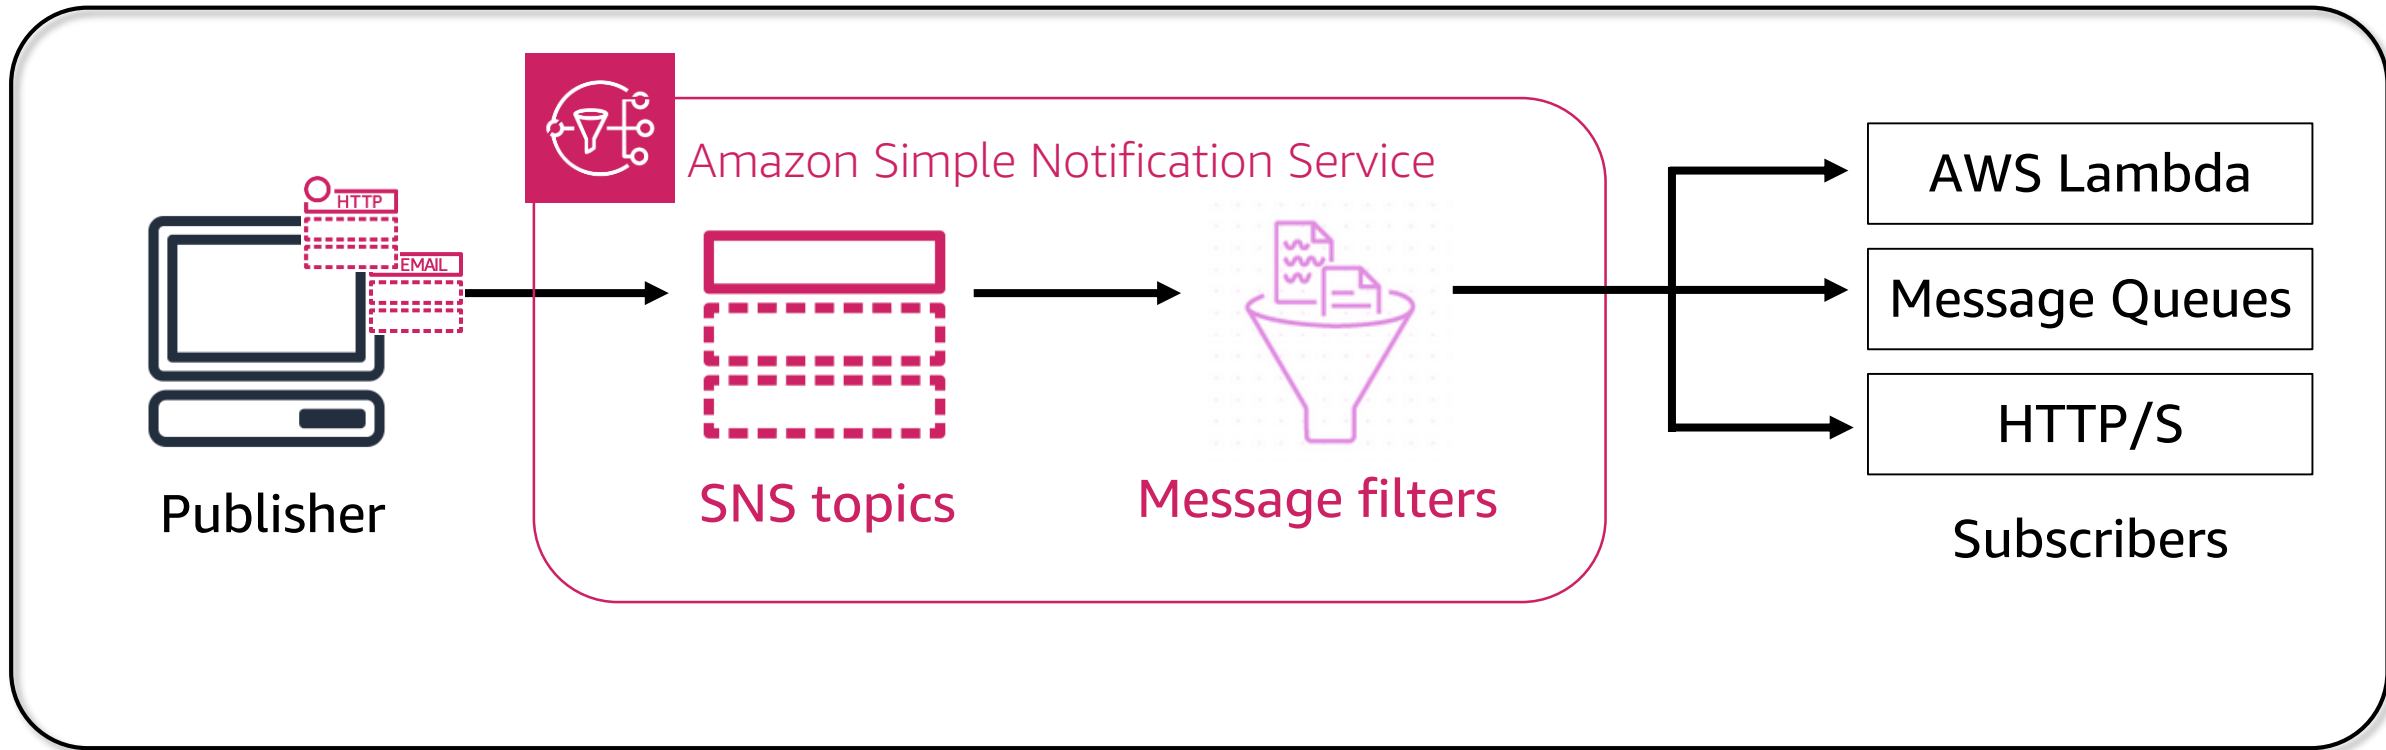 HTTP
EMAIL
Publisher
Amazon Simple Notification Service
SNS topics
Message filters
AWS Lambda
Message Queues
HTTP/S
Subscribers